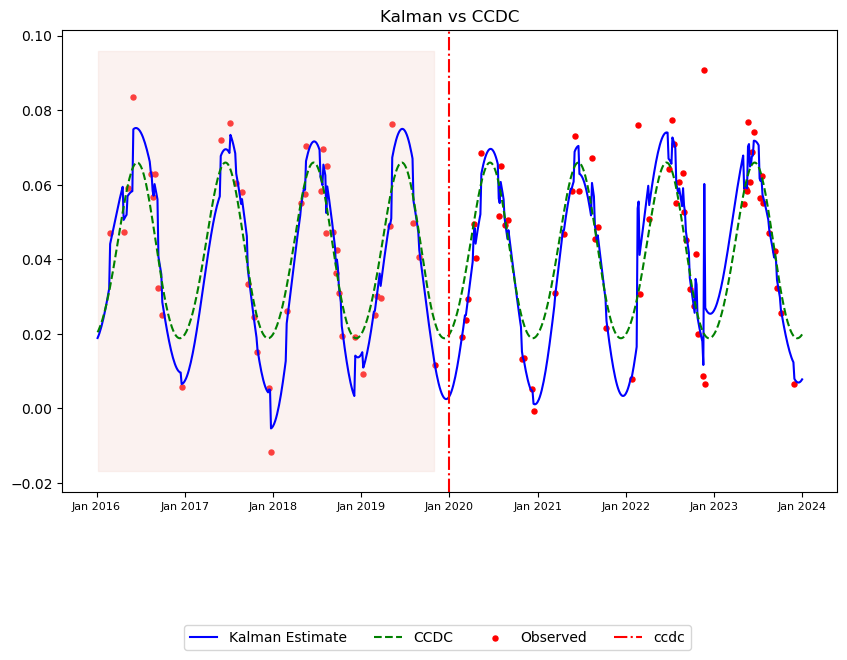 Kalman vs CCDC
0.10
0.08
0.06
0.04
0.02
0.00
−0.02
Jan 2016 Jan 2017 Jan 2018 Jan 2019 Jan 2020 Jan 2021 Jan 2022 Jan 2023 Jan 2024
Kalman Estimate CCDC Observed ccdc